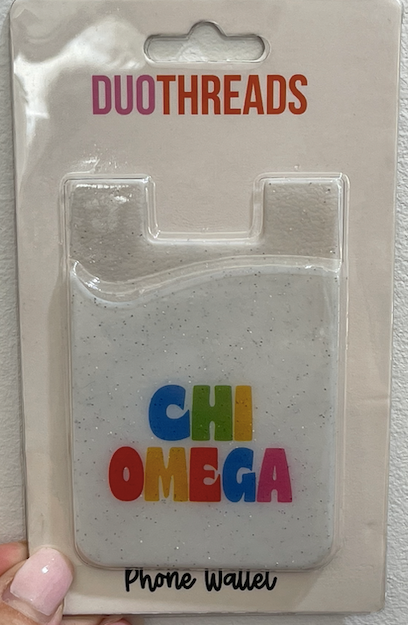 DUOTHREADS
CHI
OMEGA
Phone Wallet